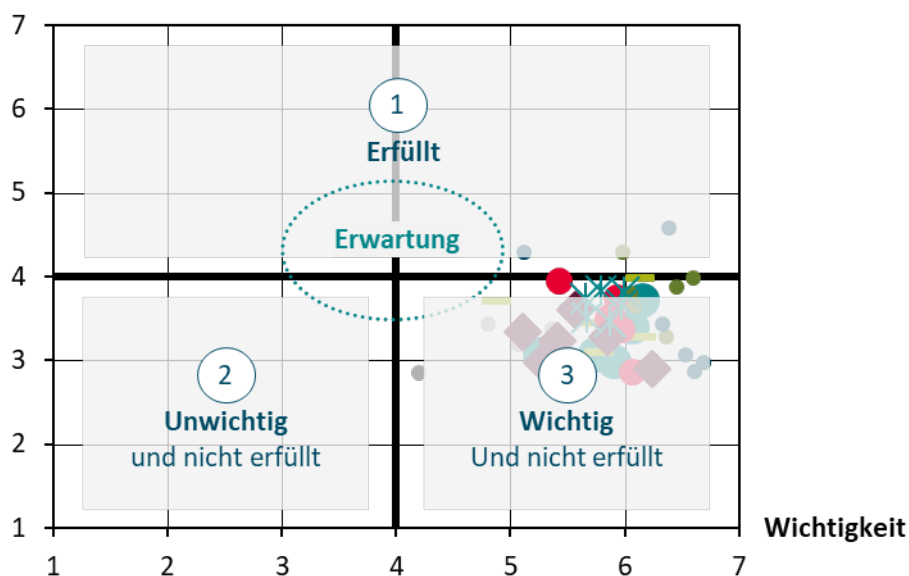 7
6
5
4
3
2
1
1
Erfüllt
Erwartung
2
Unwichtig
und nicht erfüllt
3
Wichtig
Und nicht erfüllt
Wichtigkeit
1 2 3 4 5 6 7